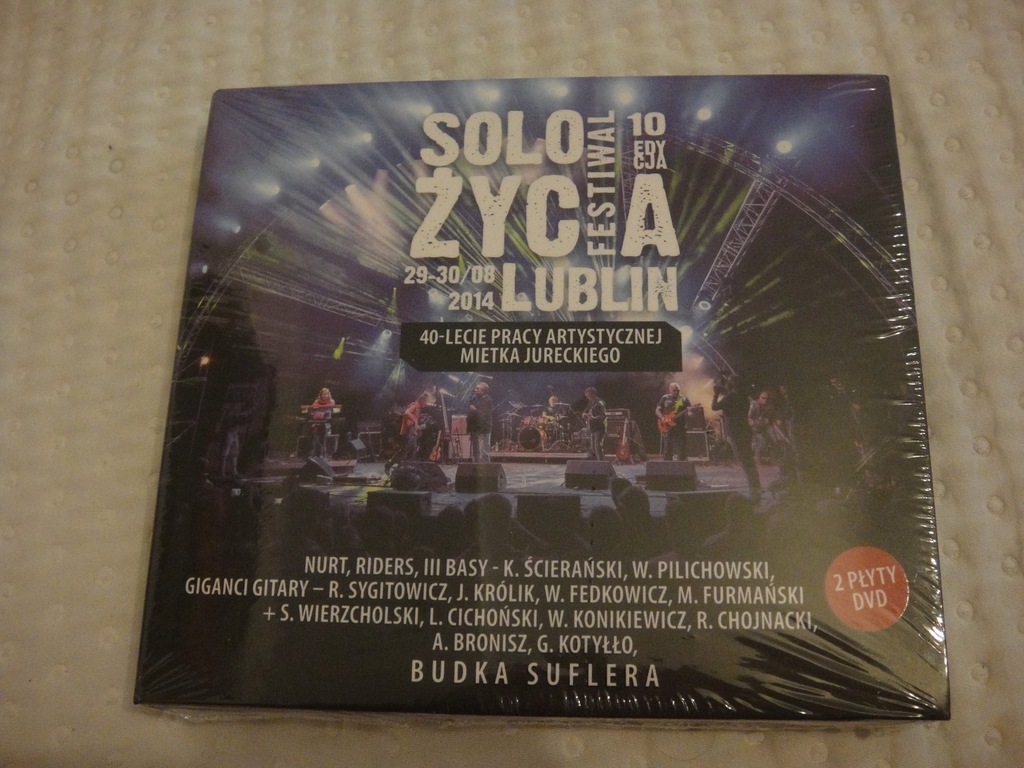 SOLO
FESTIWAL
10
EDY
CJA
ŻYCIA
29-30/08
2014
LUBLIN
40-LECIE PRACY ARTYSTYCZNEJ
MIETKA JURECKIEGO
NURT, RIDERS, III BASY - K. ŚCIERAŃSKI, W. PILICHOWSKI,
GIGANCI GITARY – R. SYGITOWICZ, J. KRÓLIK, W. FEDKOWICZ, M. FURMAŃSKI
+ S. WIERZCHOLSKI, L. CICHOŃSKI, W. KONIKIEWICZ, R. CHOJNACKI,
A. BRONISZ, G. KOTYŁŁO,
BUDKA SUFLERA
2 PŁYTY
DVD